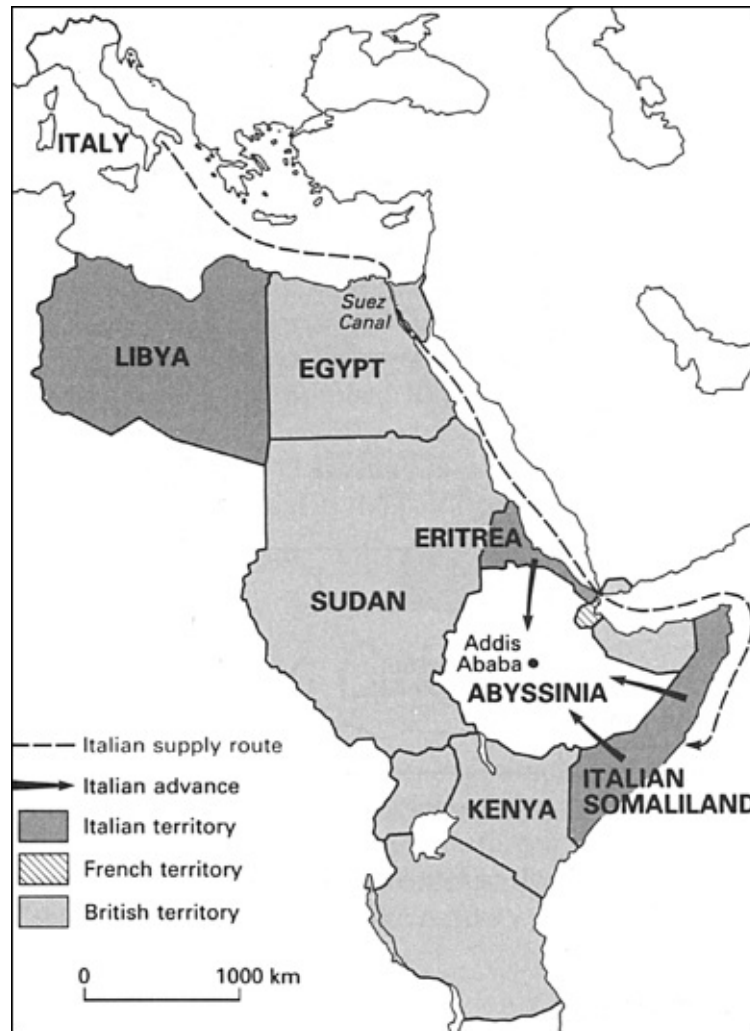 ITALY
Suez
Canal
LIBYA
EGYPT
ERITREA
SUDAN
Addis
Ababa
ABYSSINIA
Italian supply route
Italian advance
ITALIAN
SOMALILAND
KENYA
Italian territory
French territory
British territory
0 1000 km